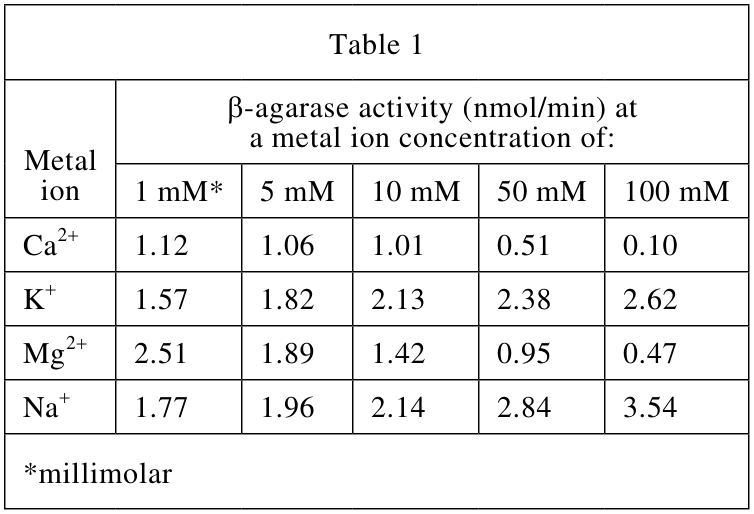 Table 1
β-agarase activity (nmol/min) at
a metal ion concentration of:
Metal
ion
1 mM* 5 mM 10 mM 50 mM 100 mM
Ca²⁺ 1.12 1.06 1.01 0.51 0.10
K⁺ 1.57 1.82 2.13 2.38 2.62
Mg²⁺ 2.51 1.89 1.42 0.95 0.47
Na⁺ 1.77 1.96 2.14 2.84 3.54
*millimolar